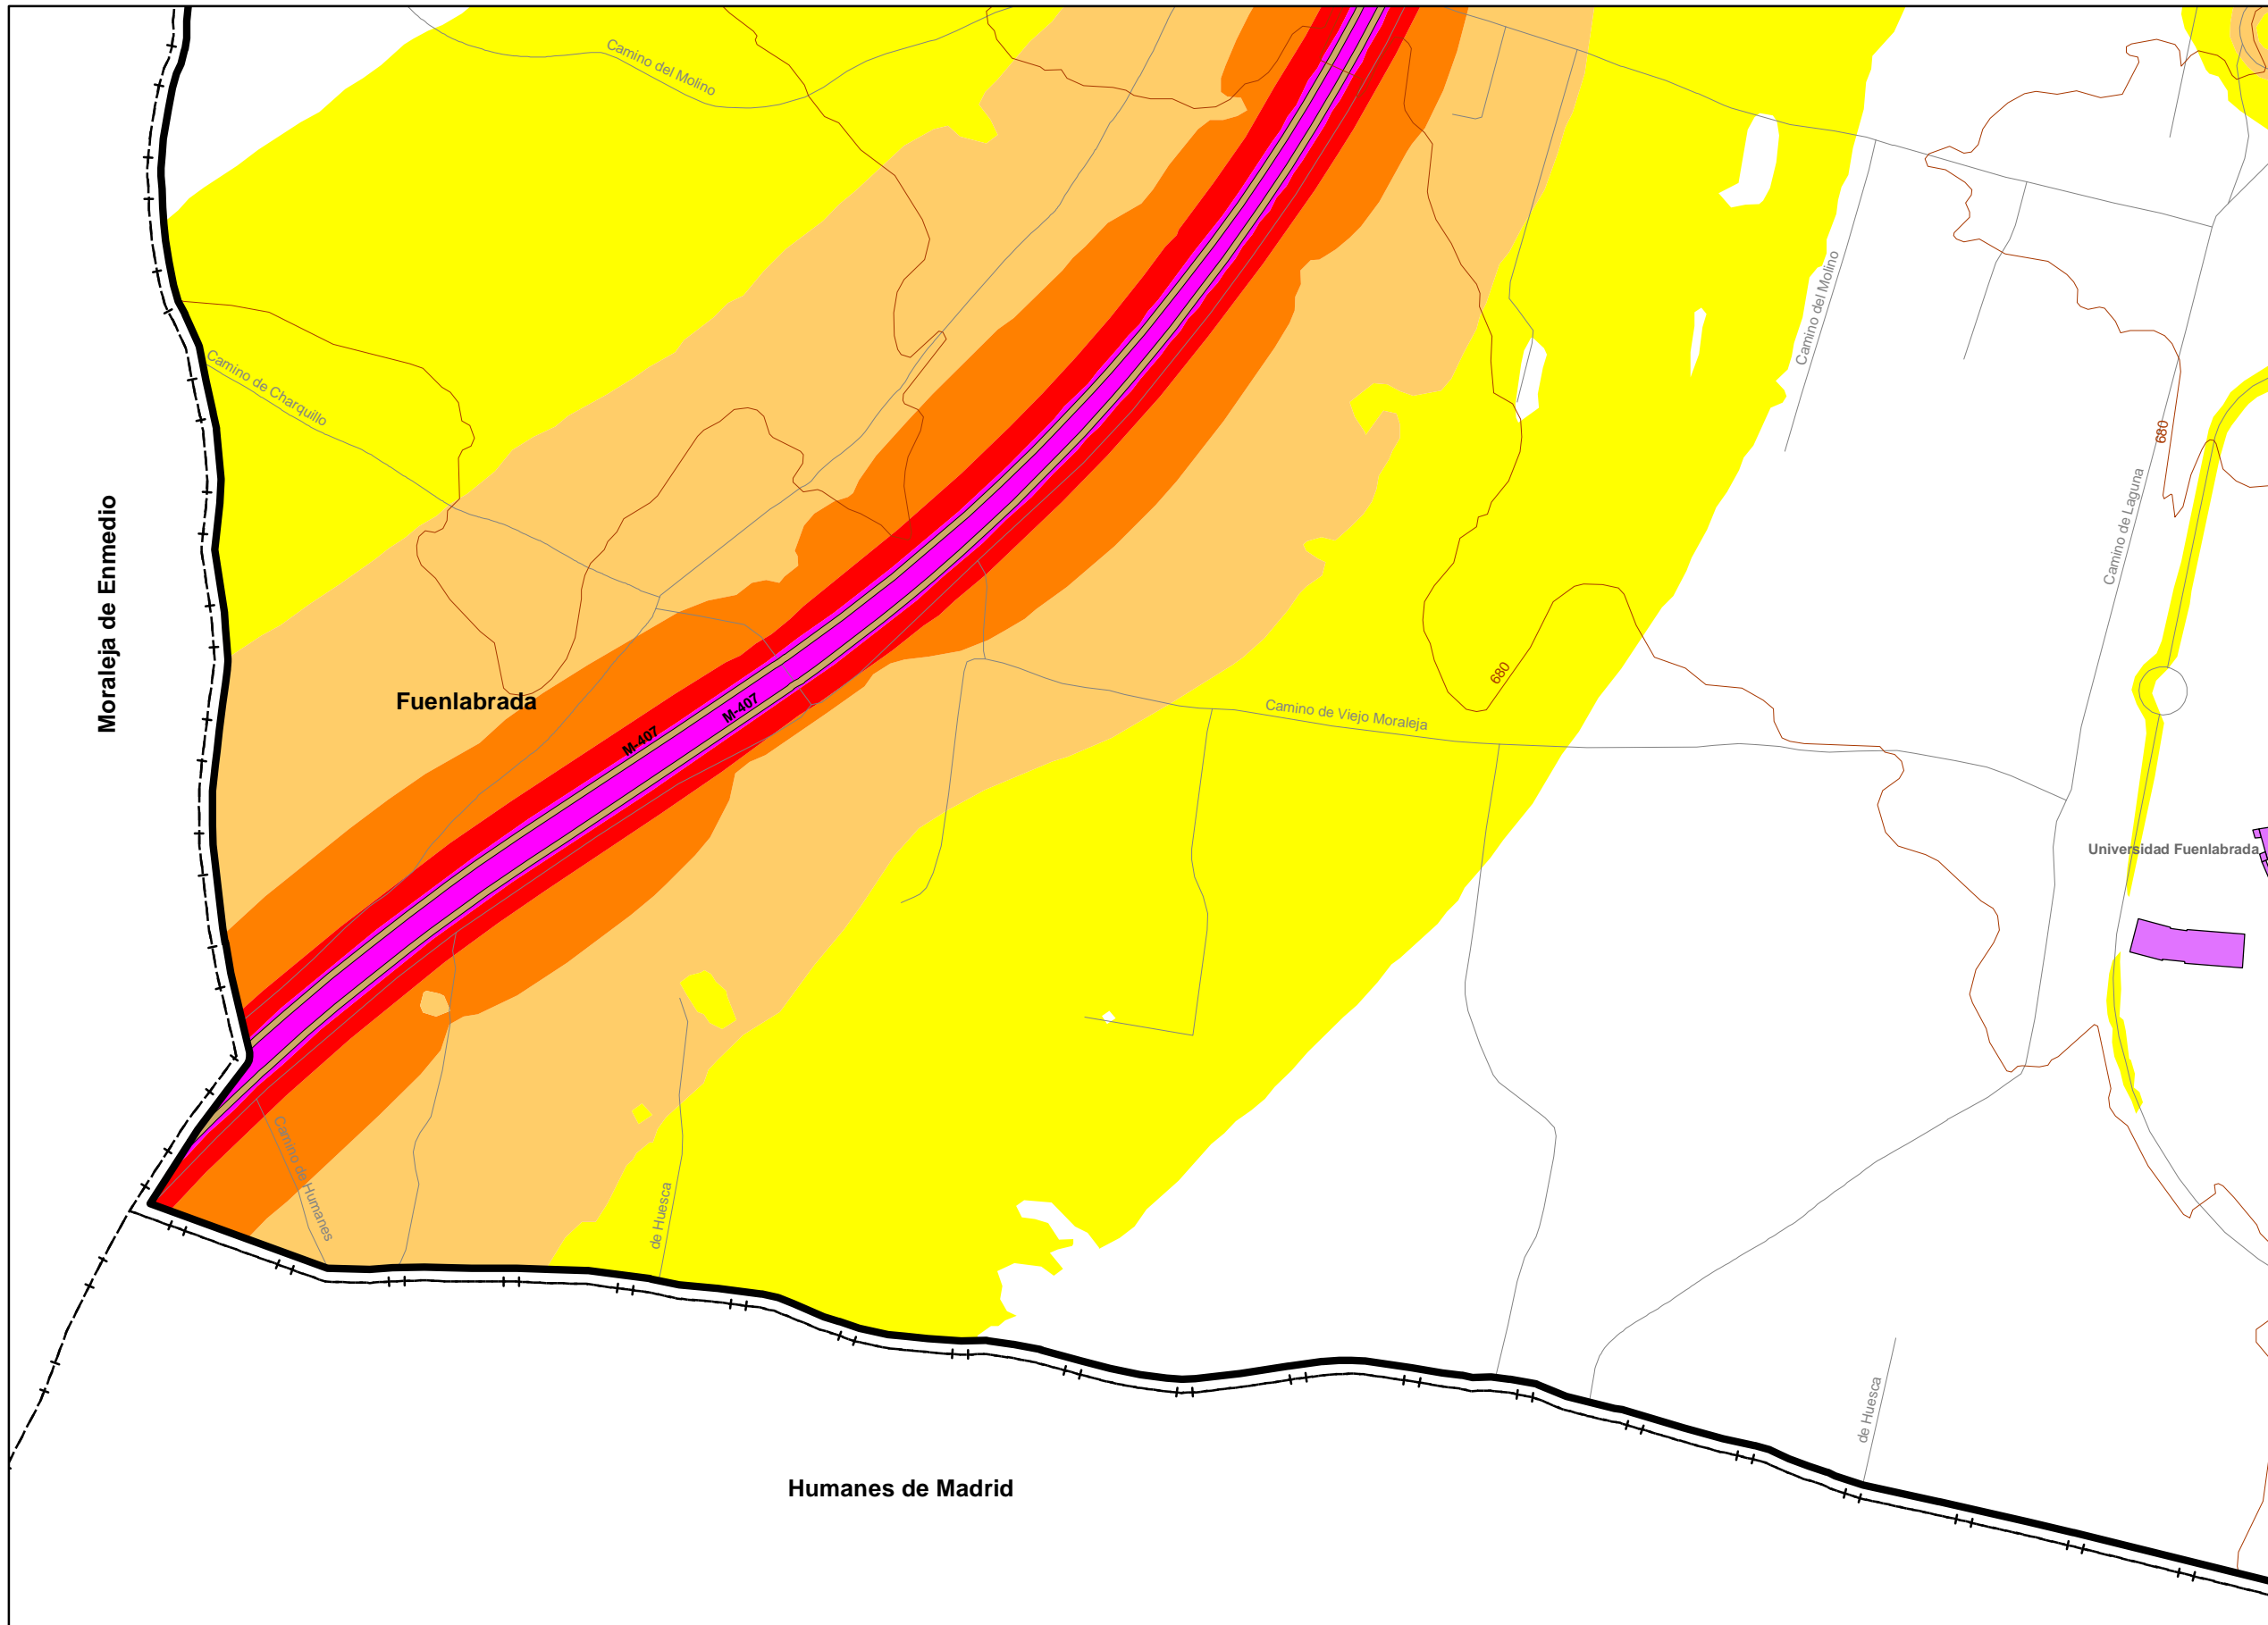 Camino del Molino
Camino del Molino
Camino de Charquillo
680
Camino de Laguna
Moraleja de Enmedio
Fuenlabrada
680
M-407
M-407
Camino de Viejo Moraleja
Universidad Fuenlabrada
Camino de Humanes
de Huesca
de Huesca
Humanes de Madrid